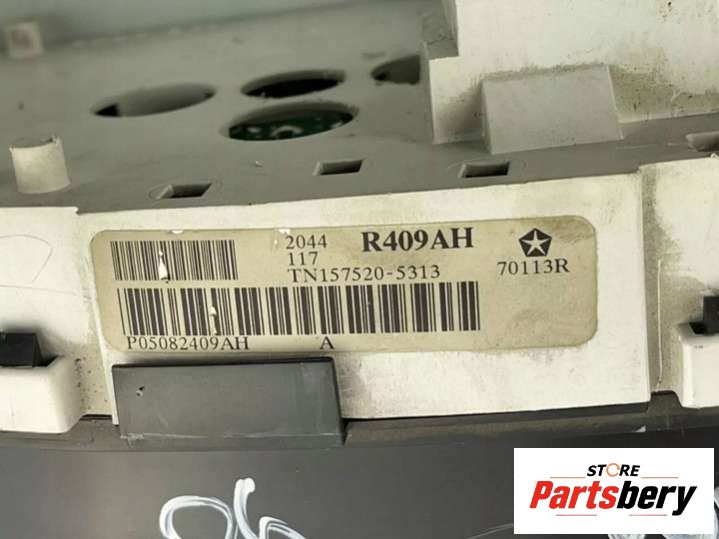 2044 R409AH
117
TN157520-5313 70113R
P05082409AH A
STORE
Partsbery